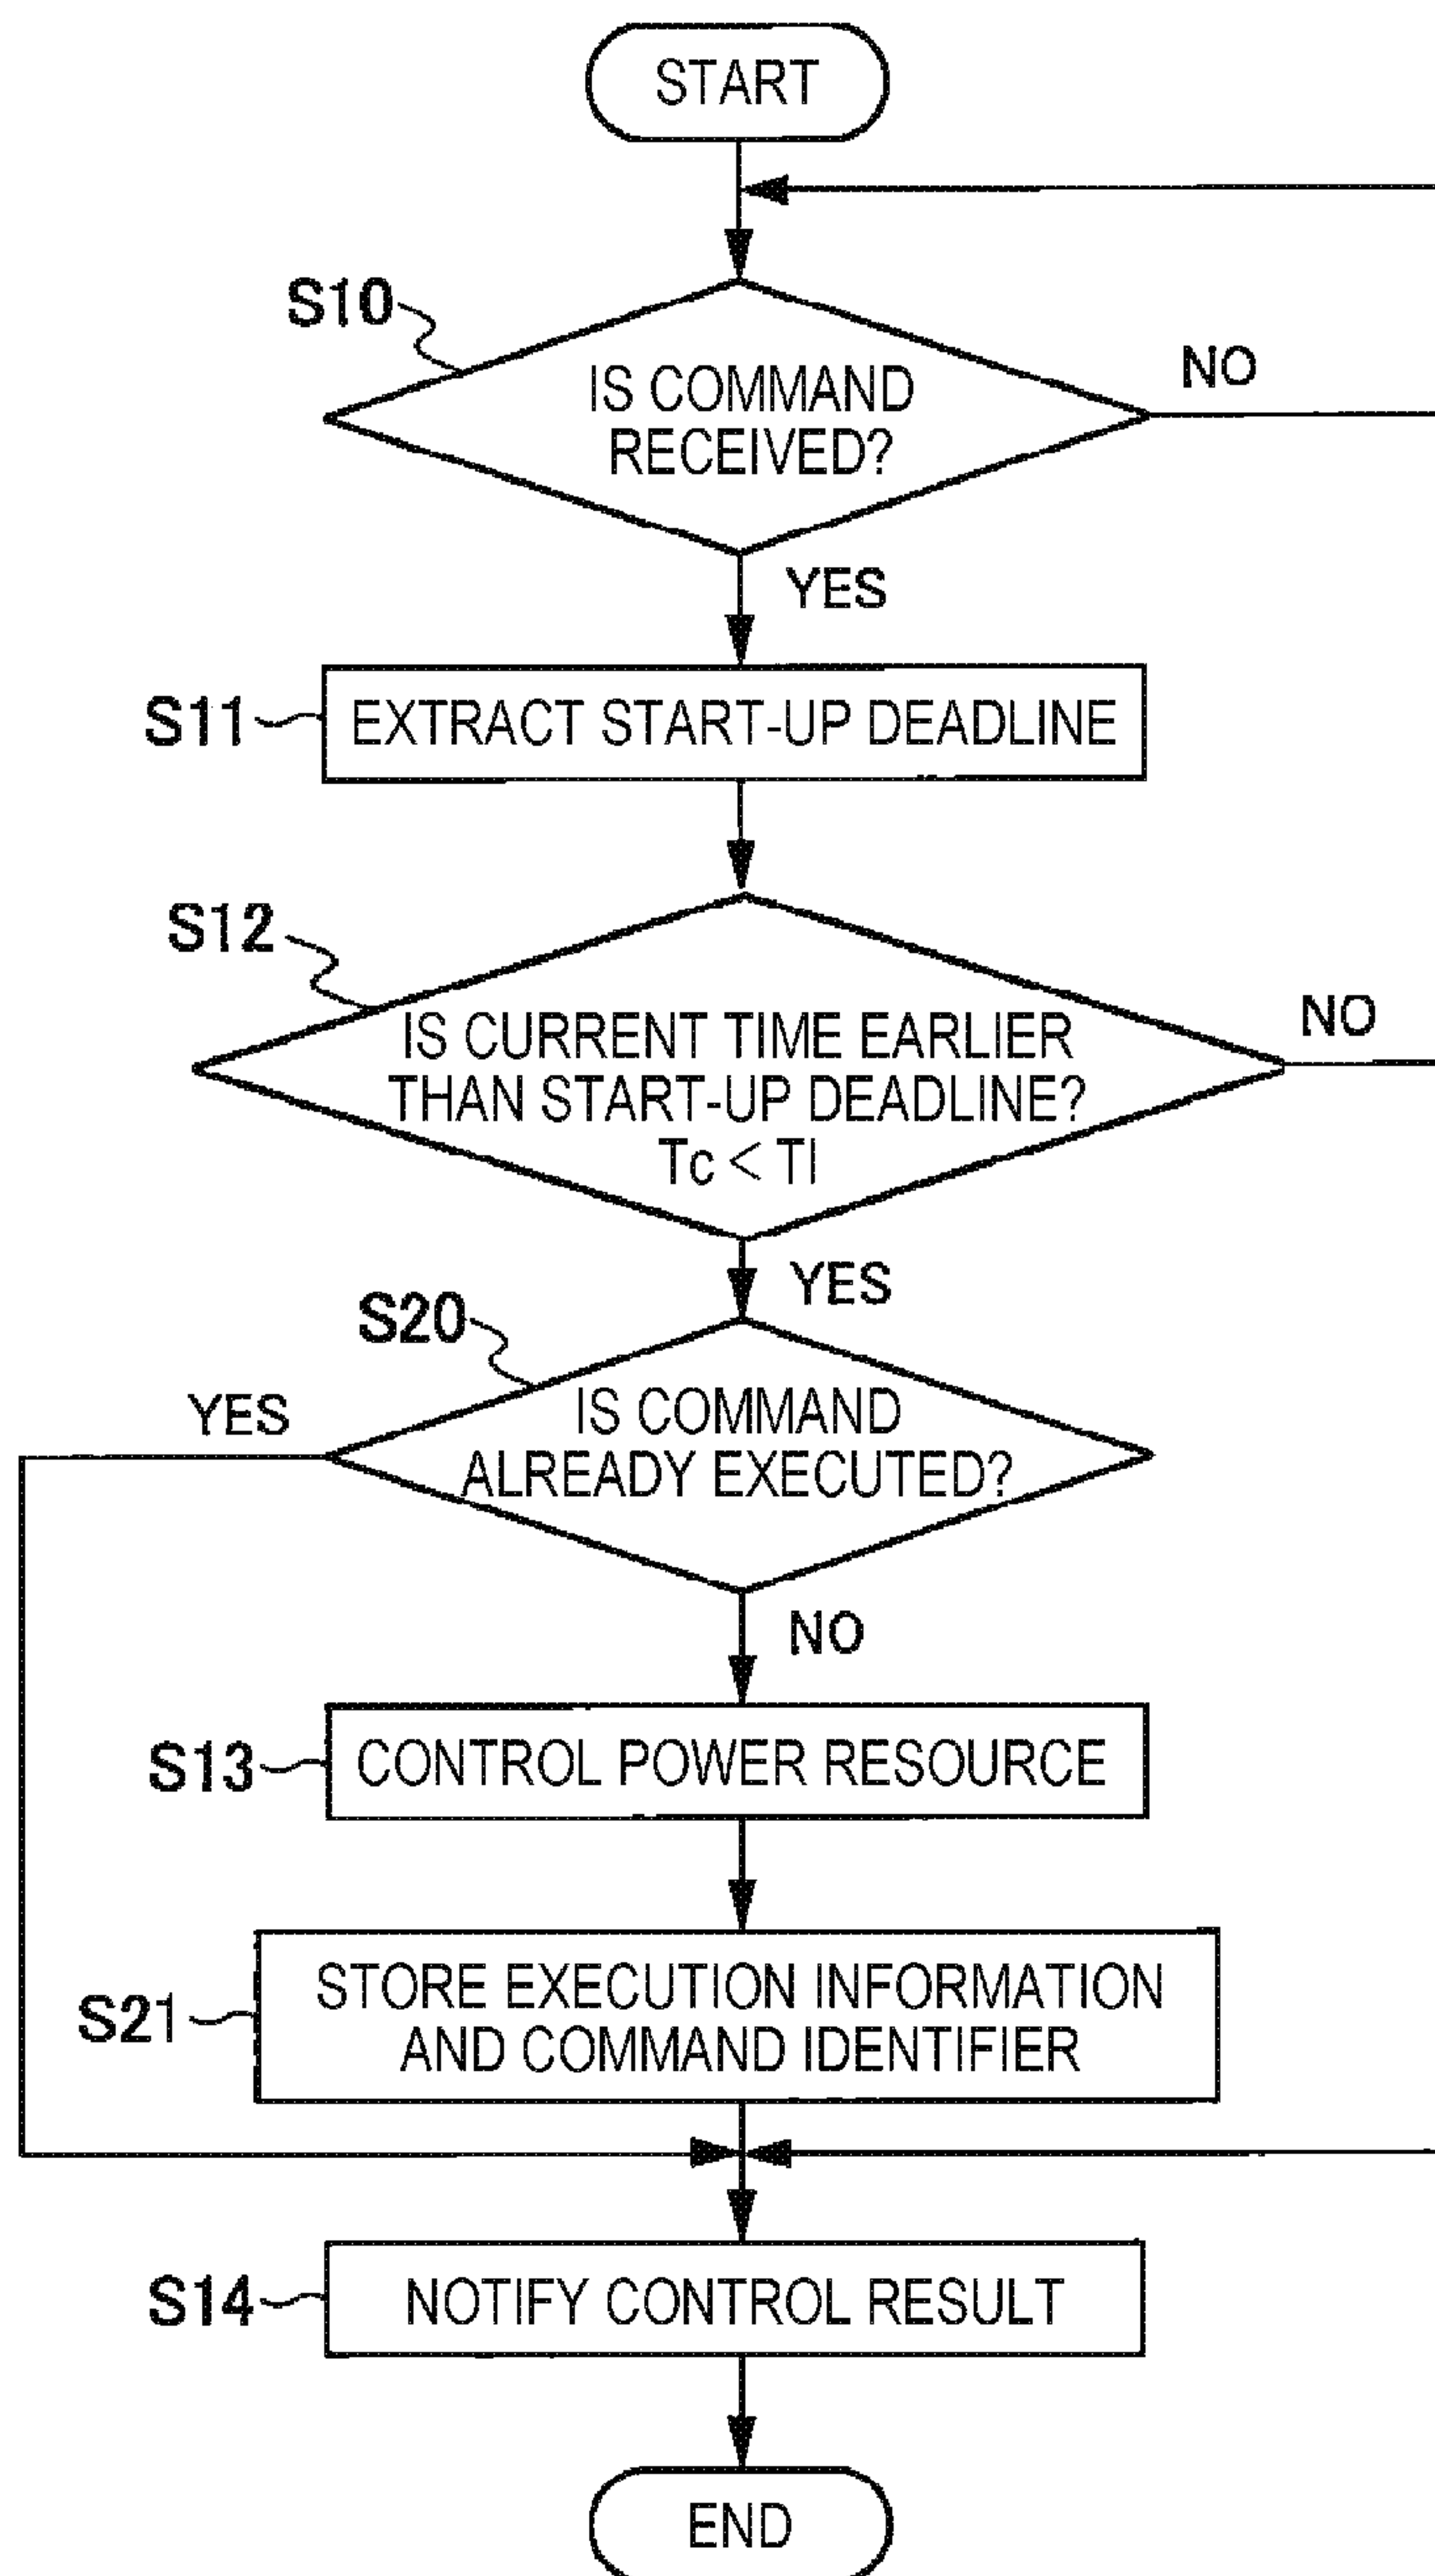 START
S10
IS COMMAND
RECEIVED?
NO
YES
S11
EXTRACT START-UP DEADLINE
S12
IS CURRENT TIME EARLIER
THAN START-UP DEADLINE?
Tc < Tl
NO
YES
S20
IS COMMAND
ALREADY EXECUTED?
YES
NO
S13
CONTROL POWER RESOURCE
S21
STORE EXECUTION INFORMATION
AND COMMAND IDENTIFIER
S14
NOTIFY CONTROL RESULT
END